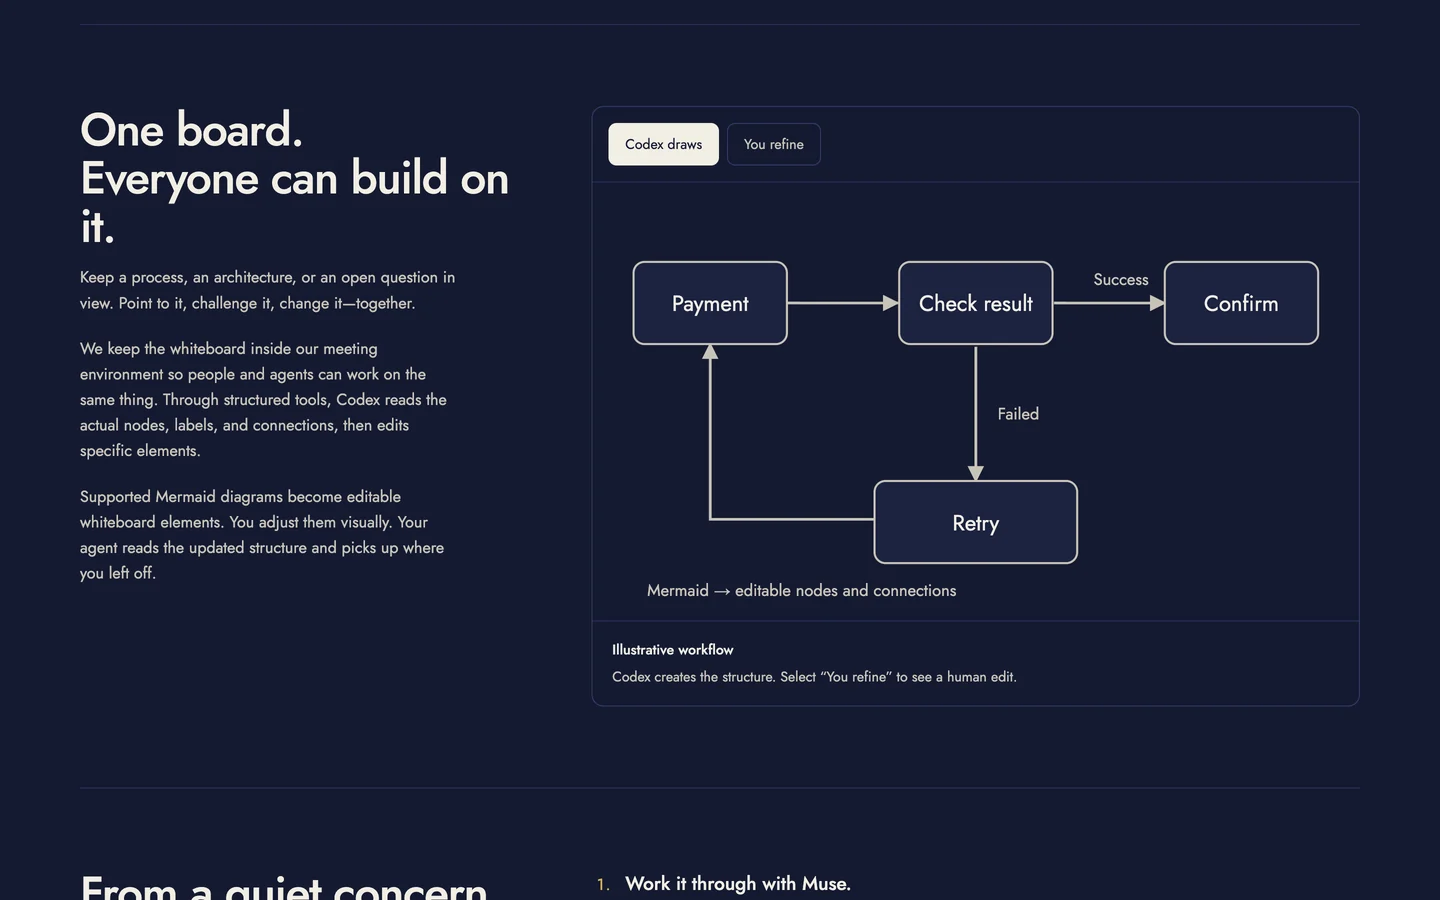 One board.
Everyone can build on
it.
Keep a process, an architecture, or an open question in
view. Point to it, challenge it, change it—together.
We keep the whiteboard inside our meeting
environment so people and agents can work on the
same thing. Through structured tools, Codex reads the
actual nodes, labels, and connections, then edits
specific elements.
Supported Mermaid diagrams become editable
whiteboard elements. You adjust them visually. Your
agent reads the updated structure and picks up where
you left off.
Codex draws
You refine
Payment
Check result
Success
Confirm
Failed
Retry
Mermaid → editable nodes and connections
Illustrative workflow
Codex creates the structure. Select “You refine” to see a human edit.
From a quiet concern
1. Work it through with Muse.